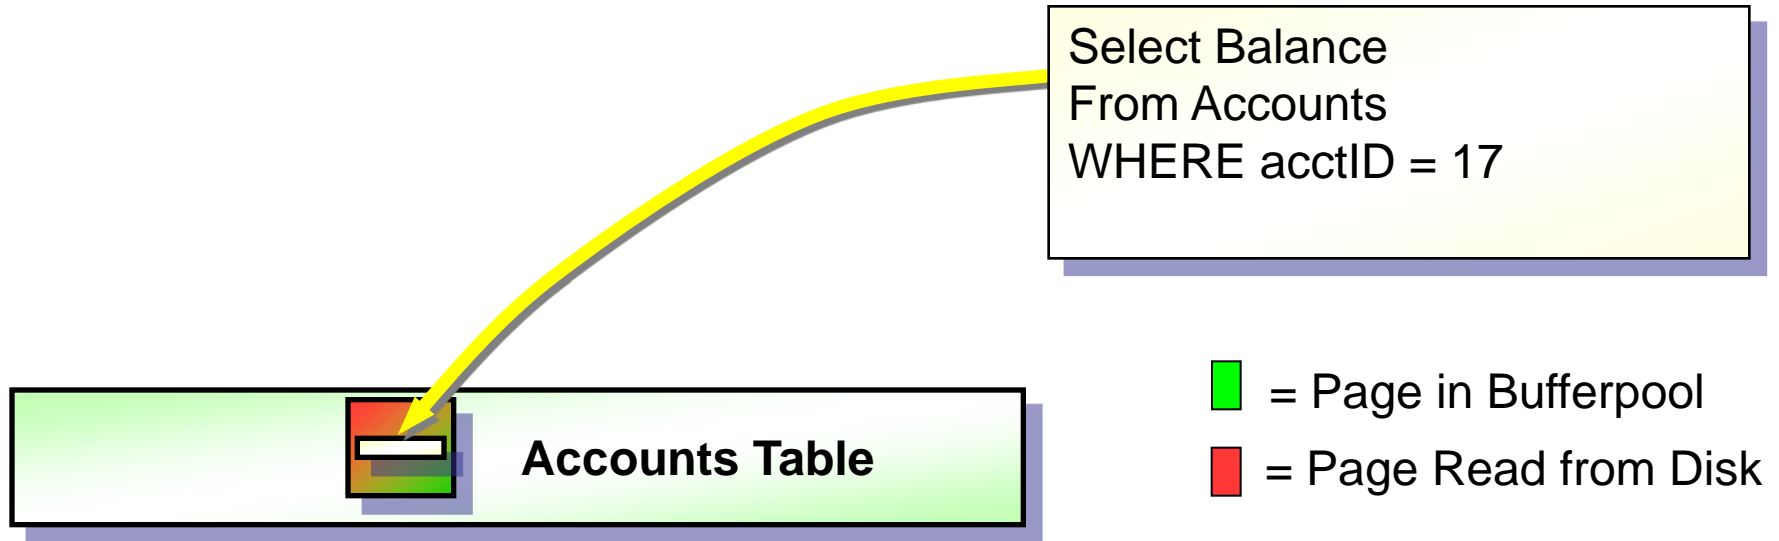 Select Balance
From Accounts
WHERE acctID = 17
= Page in Bufferpool
Accounts Table
= Page Read from Disk